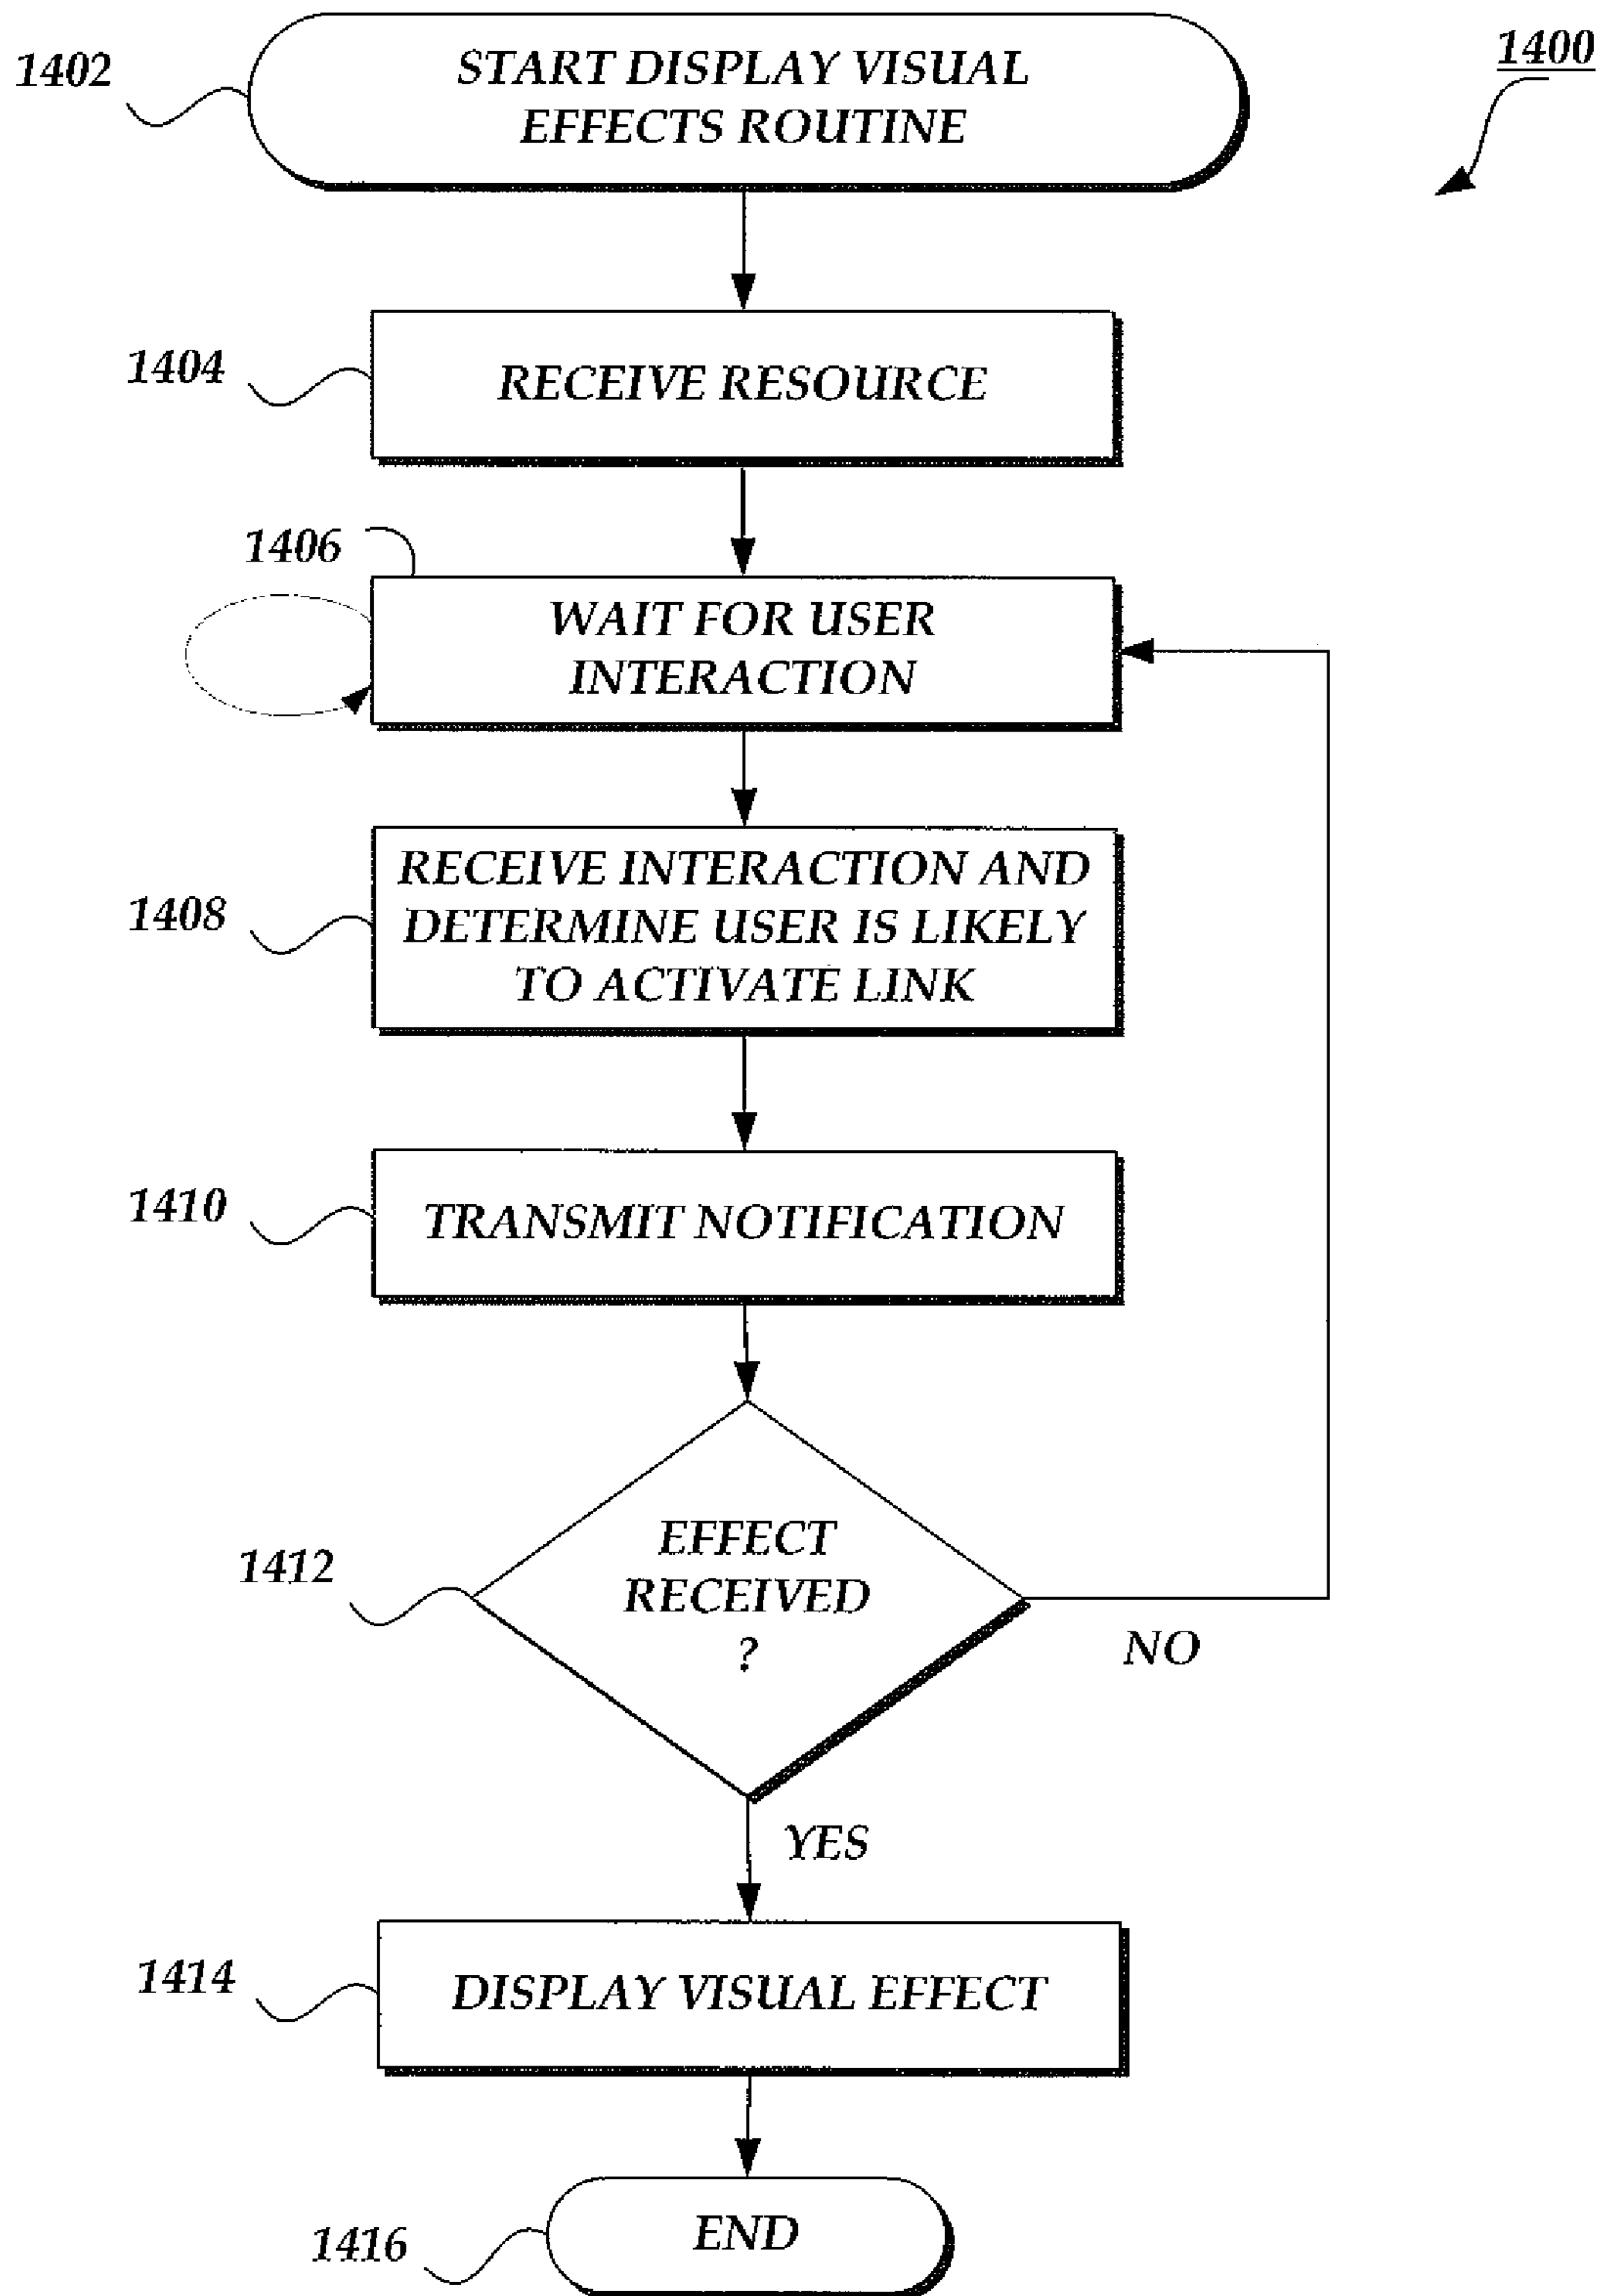 1400
1402
START DISPLAY VISUAL
EFFECTS ROUTINE
1404
RECEIVE RESOURCE
1406
WAIT FOR USER
INTERACTION
1408
RECEIVE INTERACTION AND
DETERMINE USER IS LIKELY
TO ACTIVATE LINK
1410
TRANSMIT NOTIFICATION
1412
EFFECT
RECEIVED
?
NO
YES
1414
DISPLAY VISUAL EFFECT
1416
END